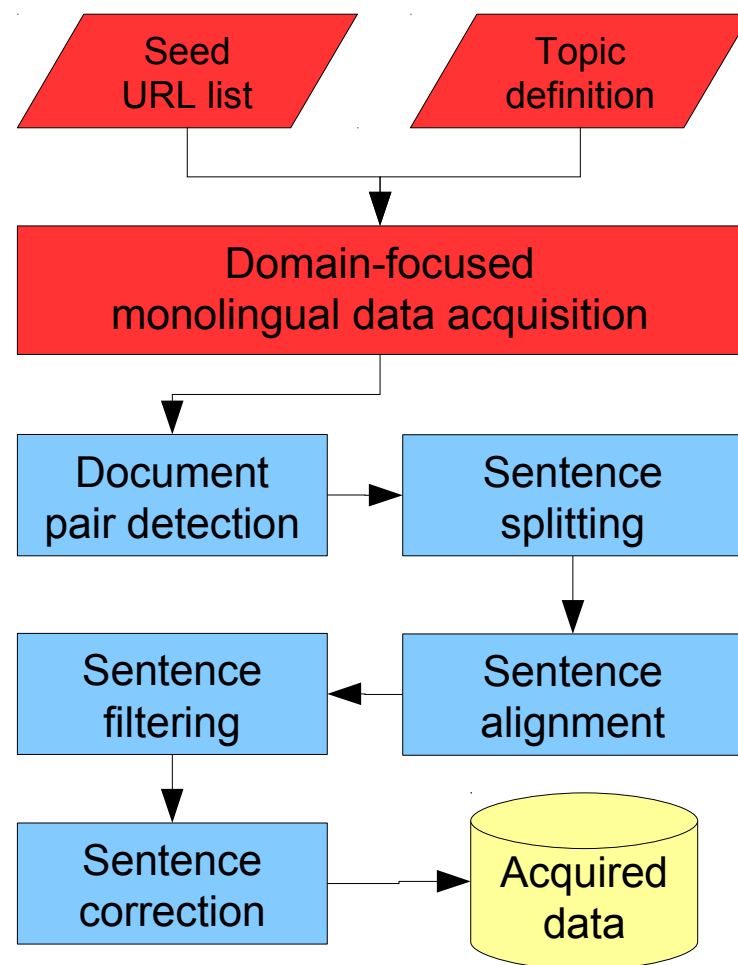 Seed
URL list
Topic
definition
Domain-focused
monolingual data acquisition
Document
pair detection
Sentence
splitting
Sentence
filtering
Sentence
alignment
Sentence
correction
Acquired
data